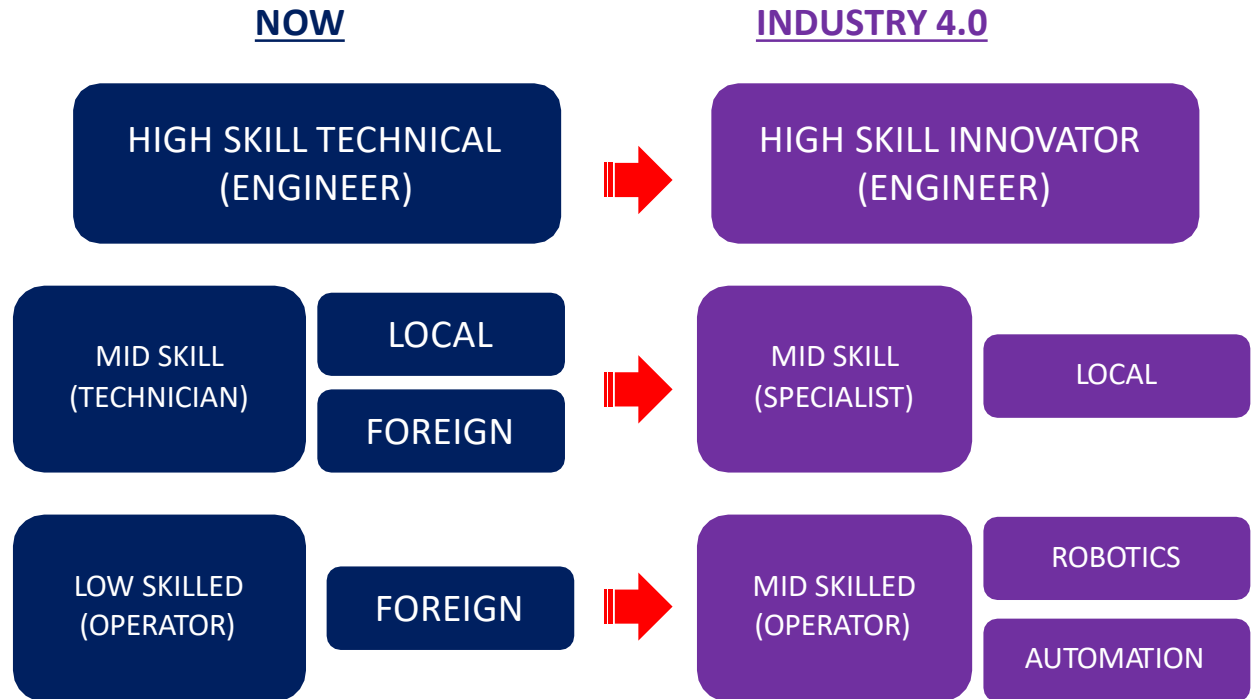 NOW
INDUSTRY 4.0
HIGH SKILL TECHNICAL
(ENGINEER)
HIGH SKILL INNOVATOR
(ENGINEER)
MID SKILL
(TECHNICIAN)
LOCAL
FOREIGN
MID SKILL
(SPECIALIST)
LOCAL
LOW SKILLED
(OPERATOR)
FOREIGN
MID SKILLED
(OPERATOR)
ROBOTICS
AUTOMATION